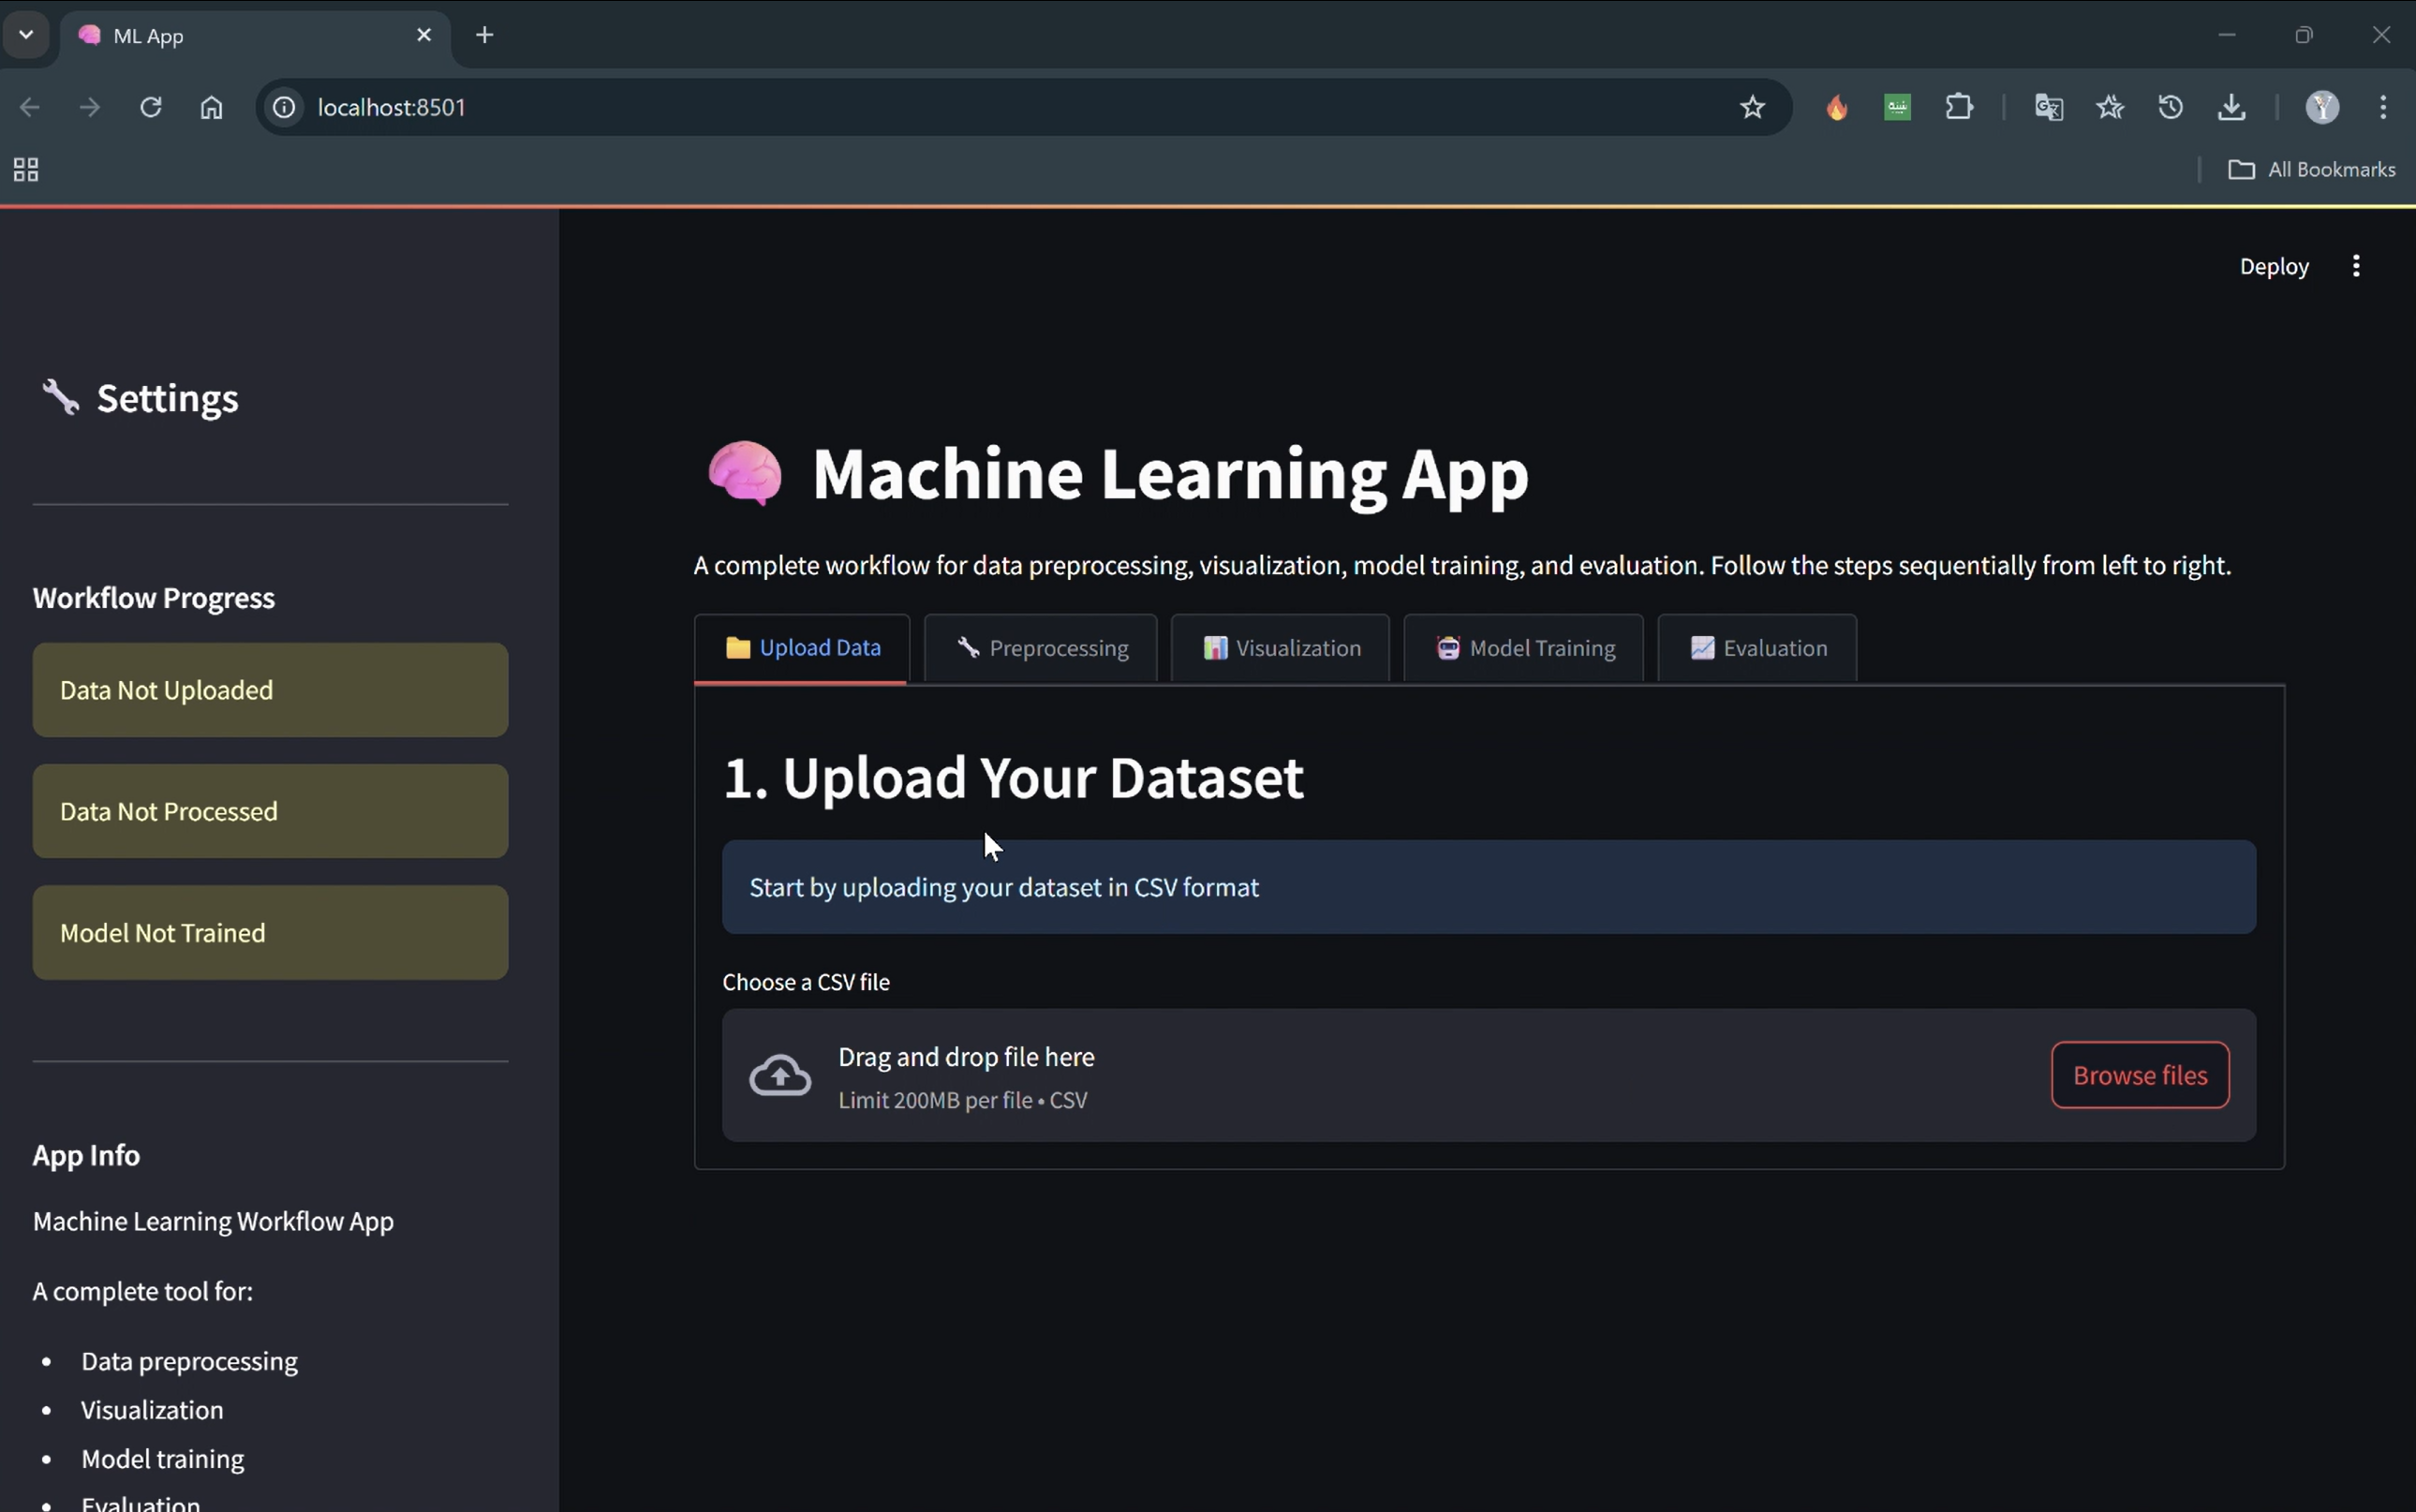 ML App
localhost:8501
All Bookmarks
Deploy
Settings
Workflow Progress
Data Not Uploaded
Data Not Processed
Model Not Trained
App Info
Machine Learning Workflow App
A complete tool for:
• Data preprocessing
• Visualization
• Model training
• Evaluation
Machine Learning App
A complete workflow for data preprocessing, visualization, model training, and evaluation. Follow the steps sequentially from left to right.
Upload Data Preprocessing Visualization Model Training Evaluation
1. Upload Your Dataset
Start by uploading your dataset in CSV format
Choose a CSV file
Drag and drop file here
Limit 200MB per file • CSV
Browse files